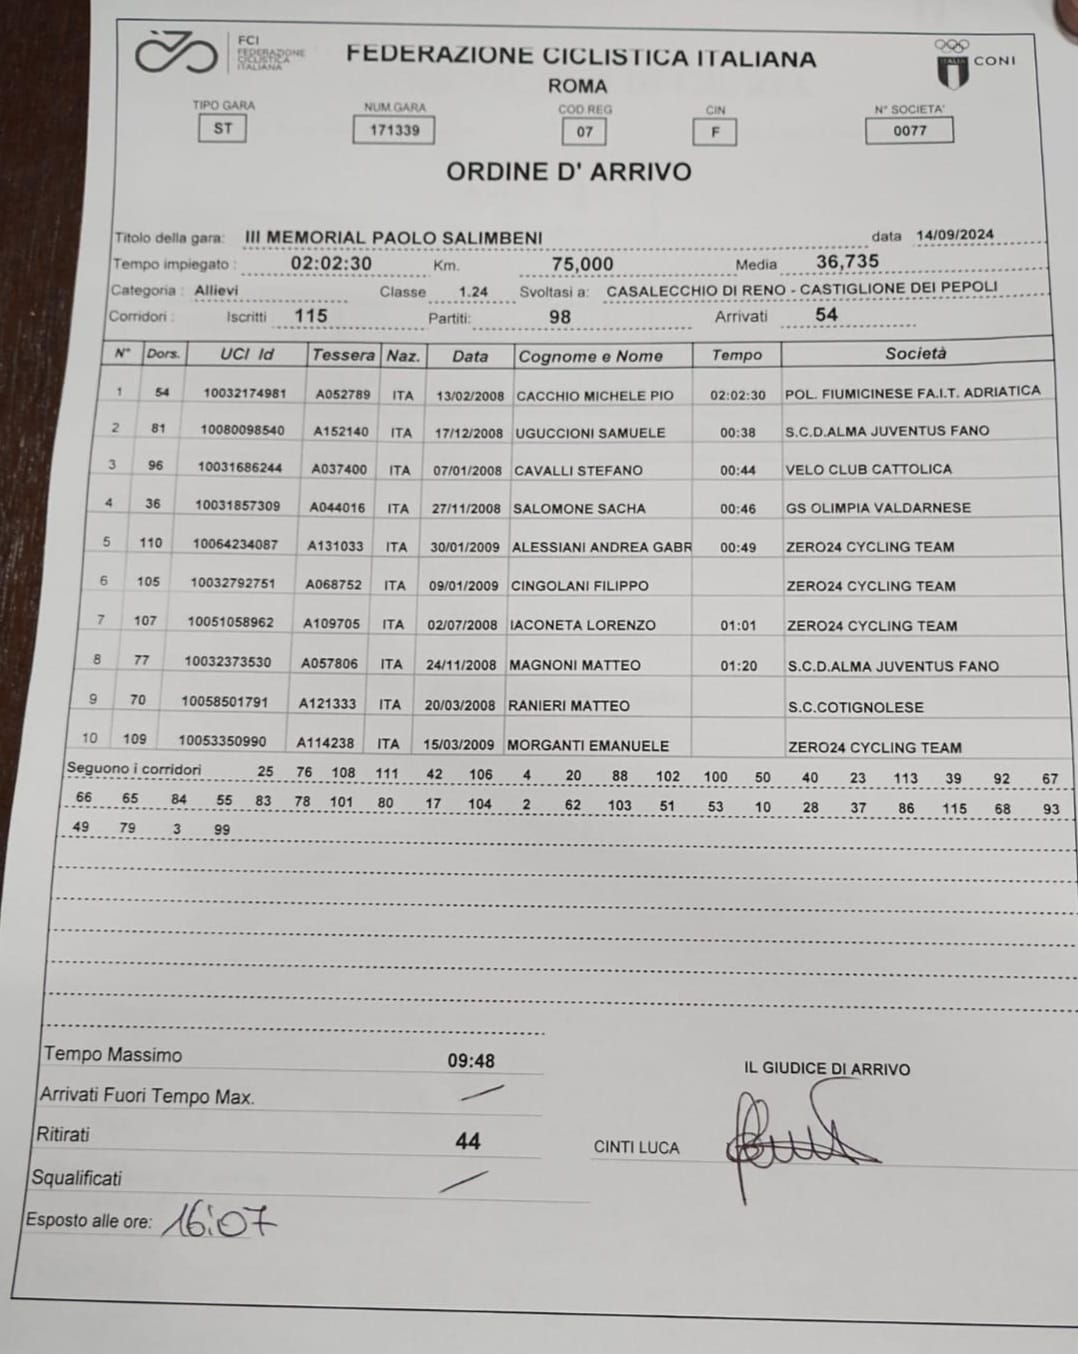 FCI
FEDERAZIONE
CICLISTICA
ITALIANA
FEDERAZIONE CICLISTICA ITALIANA
ITALIA
CONI
ROMA
TIPO GARA NUM.GARA COD.REG CIN N° SOCIETA'
ST 171339 07 F 0077
ORDINE D' ARRIVO
Titolo della gara: III MEMORIAL PAOLO SALIMBENI data 14/09/2024
Tempo impiegato : 02:02:30 Km. 75,000 Media 36,735
Categoria : Allievi Classe 1.24 Svoltasi a: CASALECCHIO DI RENO - CASTIGLIONE DEI PEPOLI
Corridori : Iscritti 115 Partiti: 98 Arrivati 54
N° Dors. UCI Id Tessera Naz. Data Cognome e Nome Tempo Società
1 54 10032174981 A052789 ITA 13/02/2008 CACCHIO MICHELE PIO 02:02:30 POL. FIUMICINESE FA.I.T. ADRIATICA
2 81 10080098540 A152140 ITA 17/12/2008 UGUCCIONI SAMUELE 00:38 S.C.D.ALMA JUVENTUS FANO
3 96 10031686244 A037400 ITA 07/01/2008 CAVALLI STEFANO 00:44 VELO CLUB CATTOLICA
4 36 10031857309 A044016 ITA 27/11/2008 SALOMONE SACHA 00:46 GS OLIMPIA VALDARNESE
5 110 10064234087 A131033 ITA 30/01/2009 ALESSIANI ANDREA GABR 00:49 ZERO24 CYCLING TEAM
6 105 10032792751 A068752 ITA 09/01/2009 CINGOLANI FILIPPO ZERO24 CYCLING TEAM
7 107 10051058962 A109705 ITA 02/07/2008 IACONETA LORENZO 01:01 ZERO24 CYCLING TEAM
8 77 10032373530 A057806 ITA 24/11/2008 MAGNONI MATTEO 01:20 S.C.D.ALMA JUVENTUS FANO
9 70 10058501791 A121333 ITA 20/03/2008 RANIERI MATTEO S.C.COTIGNOLESE
10 109 10053350990 A114238 ITA 15/03/2009 MORGANTI EMANUELE ZERO24 CYCLING TEAM
Seguono i corridori 25 76 108 111 42 106 4 20 88 102 100 50 40 23 113 39 92 67
66 65 84 55 83 78 101 80 17 104 2 62 103 51 53 10 28 37 86 115 68 93
49 79 3 99
Tempo Massimo 09:48
IL GIUDICE DI ARRIVO
Arrivati Fuori Tempo Max.
Ritirati 44
CINTI LUCA
Squalificati
Esposto alle ore: 16:07